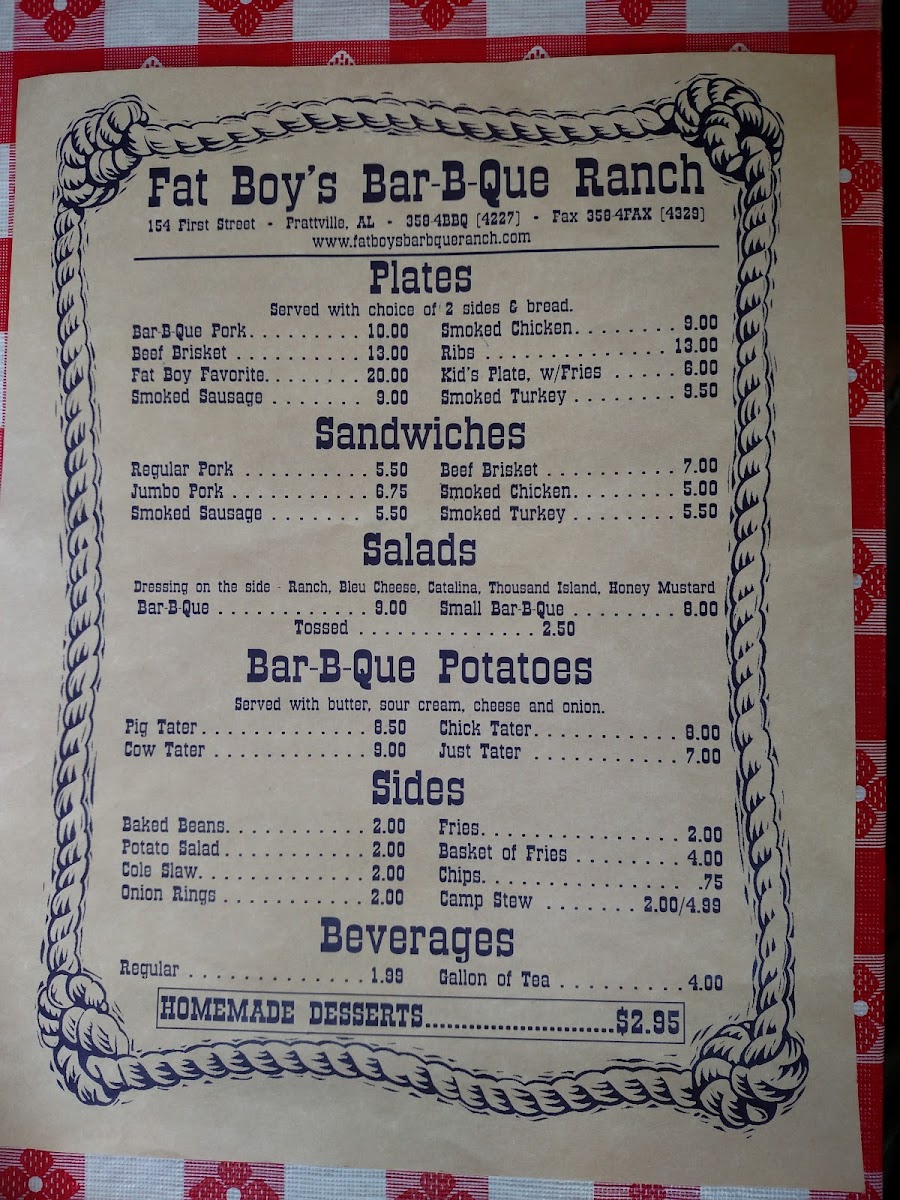 Fat Boy's Bar-B-Que Ranch
154 First Street - Prattville, AL - 358-4BBQ (4227) - Fax 358-4FAX (4329)
www.fatboysbarbqueranch.com
Plates
Served with choice of 2 sides & bread.
Bar-B-Que Pork. . . . . . . . . . 10.00 Smoked Chicken. . . . . . . . 9.00
Beef Brisket . . . . . . . . . . . 13.00 Ribs . . . . . . . . . . . . . . . . 13.00
Fat Boy Favorite. . . . . . . . 20.00 Kid's Plate, w/Fries . . . . . 6.00
Smoked Sausage . . . . . . . 9.00 Smoked Turkey . . . . . . . . 9.50
Sandwiches
Regular Pork . . . . . . . . . . 5.50 Beef Brisket . . . . . . . . . . 7.00
Jumbo Pork . . . . . . . . . . . 6.75 Smoked Chicken. . . . . . . . 5.00
Smoked Sausage . . . . . . . 5.50 Smoked Turkey . . . . . . . . 5.50
Salads
Dressing on the side - Ranch, Bleu Cheese, Catalina, Thousand Island, Honey Mustard
Bar-B-Que . . . . . . . . . . . . 9.00 Small Bar-B-Que . . . . . . . . 8.00
Tossed . . . . . . . . . . . . . . 2.50
Bar-B-Que Potatoes
Served with butter, sour cream, cheese and onion.
Pig Tater. . . . . . . . . . . . . . 8.50 Chick Tater. . . . . . . . . . . 8.00
Cow Tater . . . . . . . . . . . . 9.00 Just Tater . . . . . . . . . . . 7.00
Sides
Baked Beans. . . . . . . . . . . 2.00 Fries. . . . . . . . . . . . . . . . 2.00
Potato Salad . . . . . . . . . . . 2.00 Basket of Fries . . . . . . . . 4.00
Cole Slaw. . . . . . . . . . . . . 2.00 Chips. . . . . . . . . . . . . . . . .75
Onion Rings . . . . . . . . . . . 2.00 Camp Stew . . . . . . . . 2.00/4.99
Beverages
Regular . . . . . . . . . . . . . . 1.99 Gallon of Tea . . . . . . . . . . 4.00
HOMEMADE DESSERTS..........................$2.95